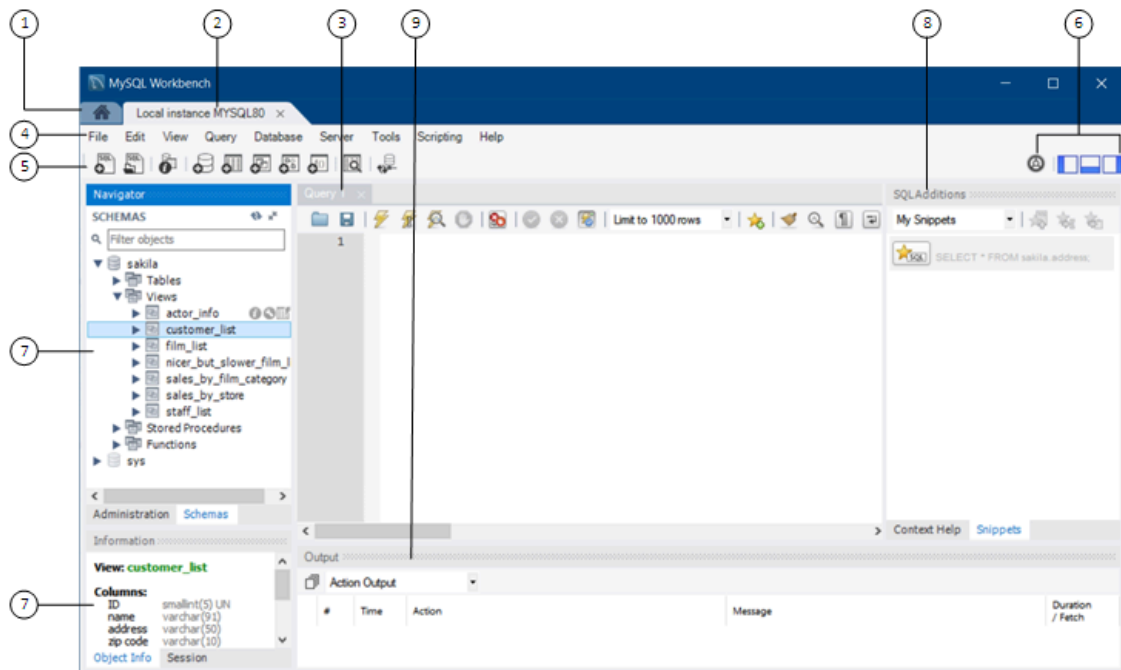 1 2 3 9 8 6
MySQL Workbench
Local instance MYSQL80
4
File Edit View Query Database Server Tools Scripting Help
5
Navigator
SCHEMAS
Filter objects
sakila
Tables
Views
actor_info
customer_list
film_list
nicer_but_slower_film_l
sales_by_film_category
sales_by_store
staff_list
Stored Procedures
Functions
sys
Administration Schemas
7
Information
View: customer_list
Columns:
ID smallint(5) UN
name varchar(91)
address varchar(50)
zip code varchar(10)
Object Info Session
7
Query 1
Limit to 1000 rows
1
SQLAdditions
My Snippets
SQL SELECT * FROM sakila.address;
Context Help Snippets
Output
Action Output
# Time Action Message Duration / Fetch